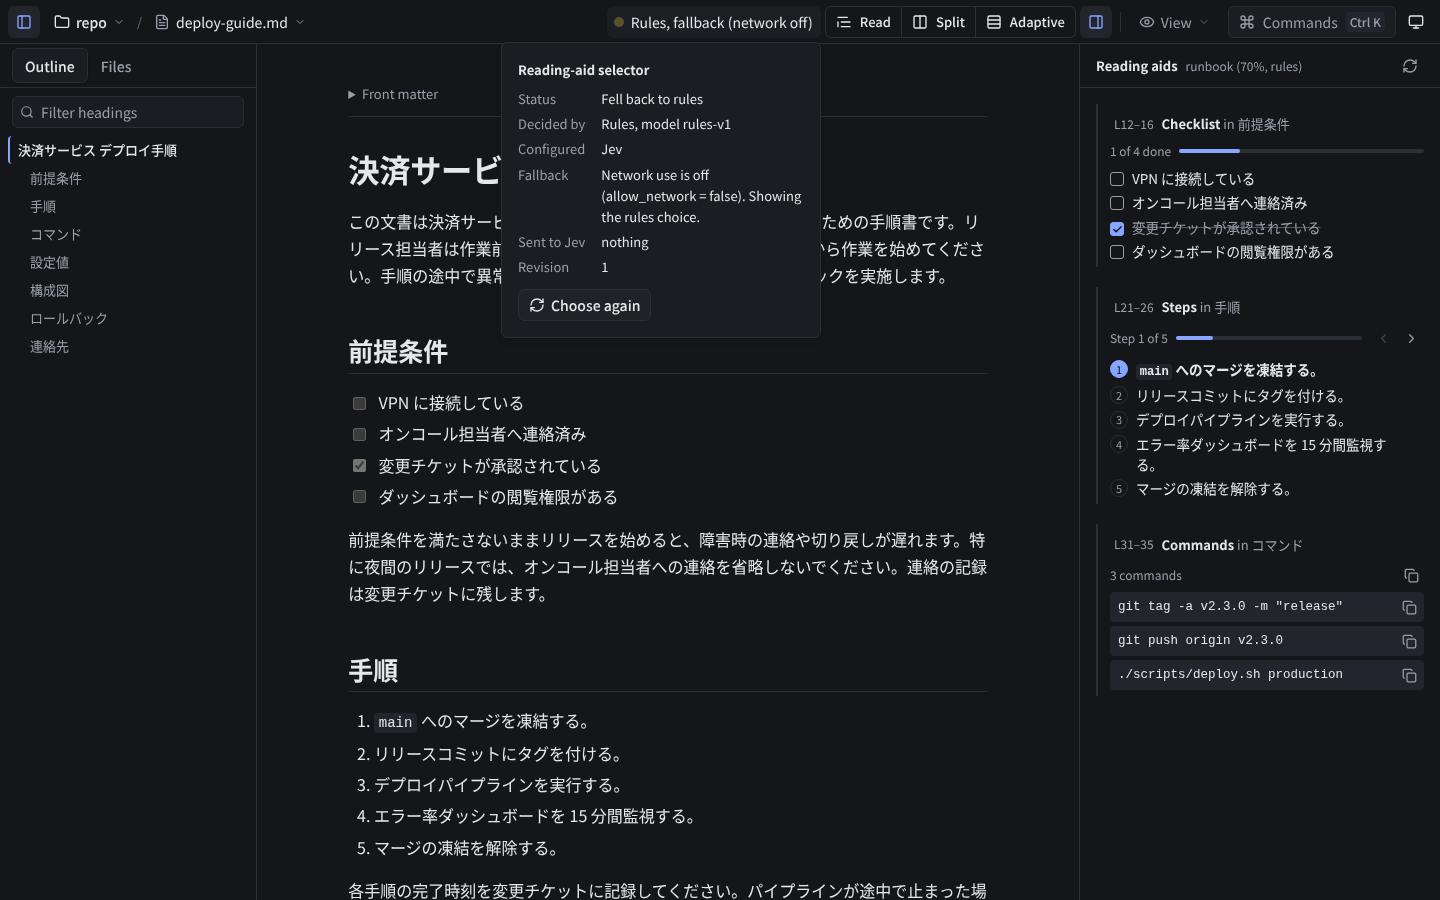 repo / deploy-guide.md
Rules, fallback (network off)
Read
Split
Adaptive
View
Commands Ctrl K
Outline
Files
Filter headings
決済サービス デプロイ手順
前提条件
手順
コマンド
設定値
構成図
ロールバック
連絡先
Front matter
決済サービ
この文書は決済サービ
ための手順書です。リ
リース担当者は作業前
から作業を始めてくださ
い。手順の途中で異常
ックを実施します。
Reading-aid selector
Status Fell back to rules
Decided by Rules, model rules-v1
Configured Jev
Fallback Network use is off
(allow_network = false). Showing
the rules choice.
Sent to Jev nothing
Revision 1
Choose again
前提条件
VPN に接続している
オンコール担当者へ連絡済み
変更チケットが承認されている
ダッシュボードの閲覧権限がある
前提条件を満たさないままリリースを始めると、障害時の連絡や切り戻しが遅れます。特
に夜間のリリースでは、オンコール担当者への連絡を省略しないでください。連絡の記録
は変更チケットに残します。
手順
1. main へのマージを凍結する。
2. リリースコミットにタグを付ける。
3. デプロイパイプラインを実行する。
4. エラー率ダッシュボードを 15 分間監視する。
5. マージの凍結を解除する。
各手順の完了時刻を変更チケットに記録してください。パイプラインが途中で止まった場
Reading aids runbook (70%, rules)
L12–16 Checklist in 前提条件
1 of 4 done
VPN に接続している
オンコール担当者へ連絡済み
変更チケットが承認されている
ダッシュボードの閲覧権限がある
L21–26 Steps in 手順
Step 1 of 5
1 main へのマージを凍結する。
2 リリースコミットにタグを付ける。
3 デプロイパイプラインを実行する。
4 エラー率ダッシュボードを 15 分間監視す
る。
5 マージの凍結を解除する。
L31–35 Commands in コマンド
3 commands
git tag -a v2.3.0 -m "release"
git push origin v2.3.0
./scripts/deploy.sh production